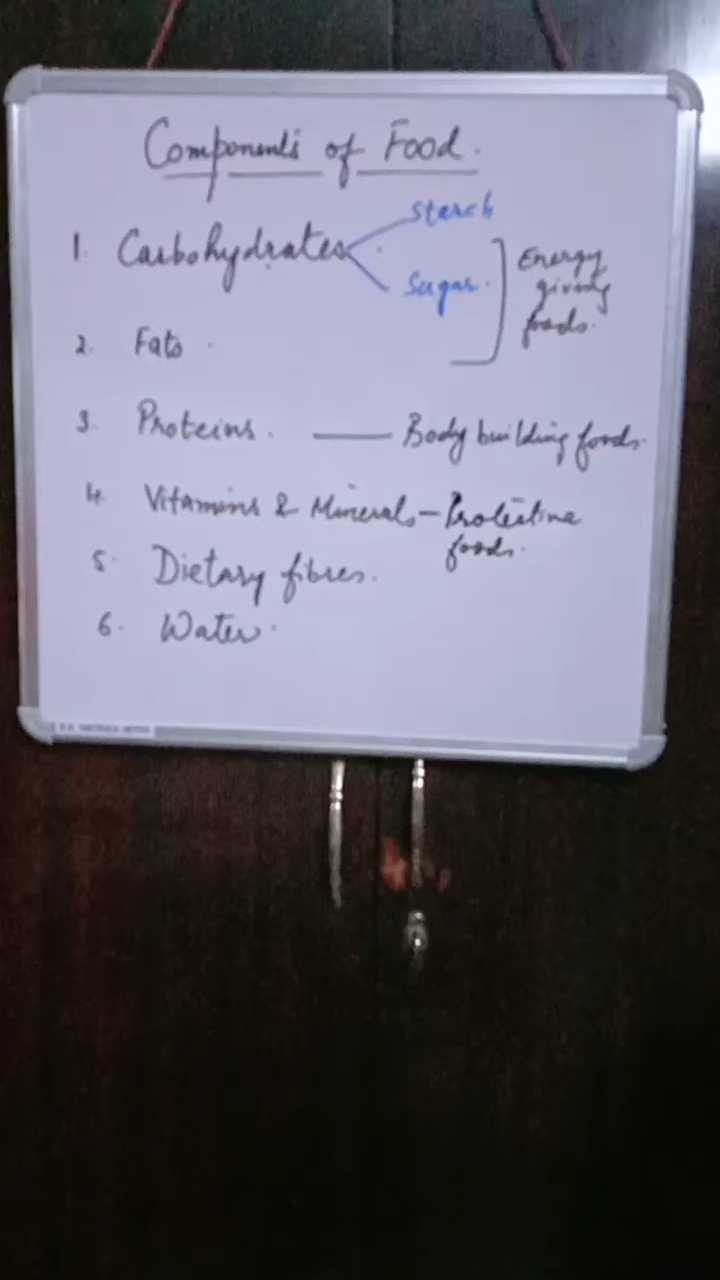 Components of Food.
1. Carbohydrates
Starch
Sugar.
Energy
giving
foods.
2. Fats
3. Proteins. — Body building foods.
4. Vitamins & Minerals — Protective
foods.
5. Dietary fibres.
6. Water.